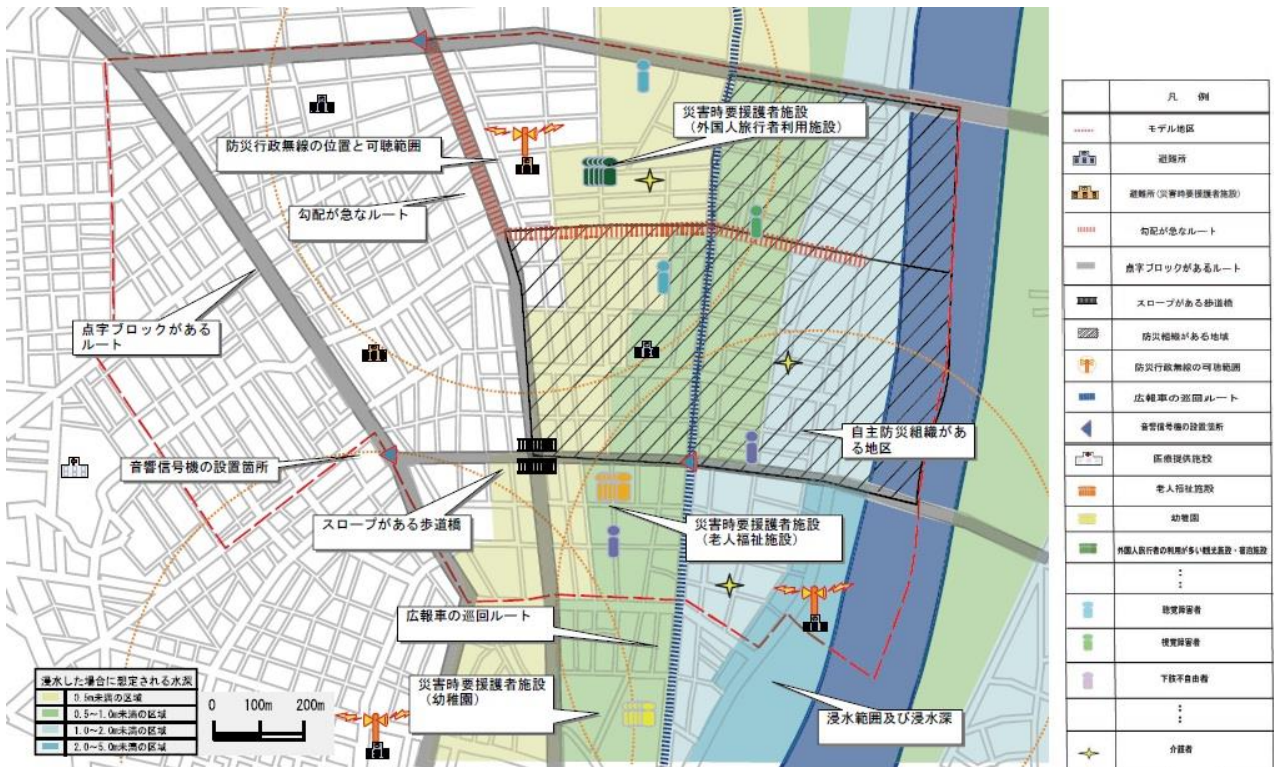 災害時要援護者施設
（外国人旅行者利用施設）
防災行政無線の位置と可聴範囲
勾配が急なルート
点字ブロックがある
ルート
音響信号機の設置箇所
自主防災組織があ
る地区
スロープがある歩道橋
災害時要援護者施設
（老人福祉施設）
広報車の巡回ルート
災害時要援護者施設
（幼稚園）
浸水範囲及び浸水深
浸水した場合に想定される水深
0.5m未満の区域
0.5～1.0m未満の区域
1.0～2.0m未満の区域
2.0～5.0m未満の区域
0 100m 200m
凡 例
モデル地区
避難所
避難所(災害時要援護者施設)
勾配が急なルート
点字ブロックがあるルート
スロープがある歩道橋
防災組織がある地域
防災行政無線の可聴範囲
広報車の巡回ルート
音響信号機の設置箇所
医療提供施設
老人福祉施設
幼稚園
外国人旅行者の利用が多い観光施設・宿泊施設
：
聴覚障害者
視覚障害者
下肢不自由者
：
介護者